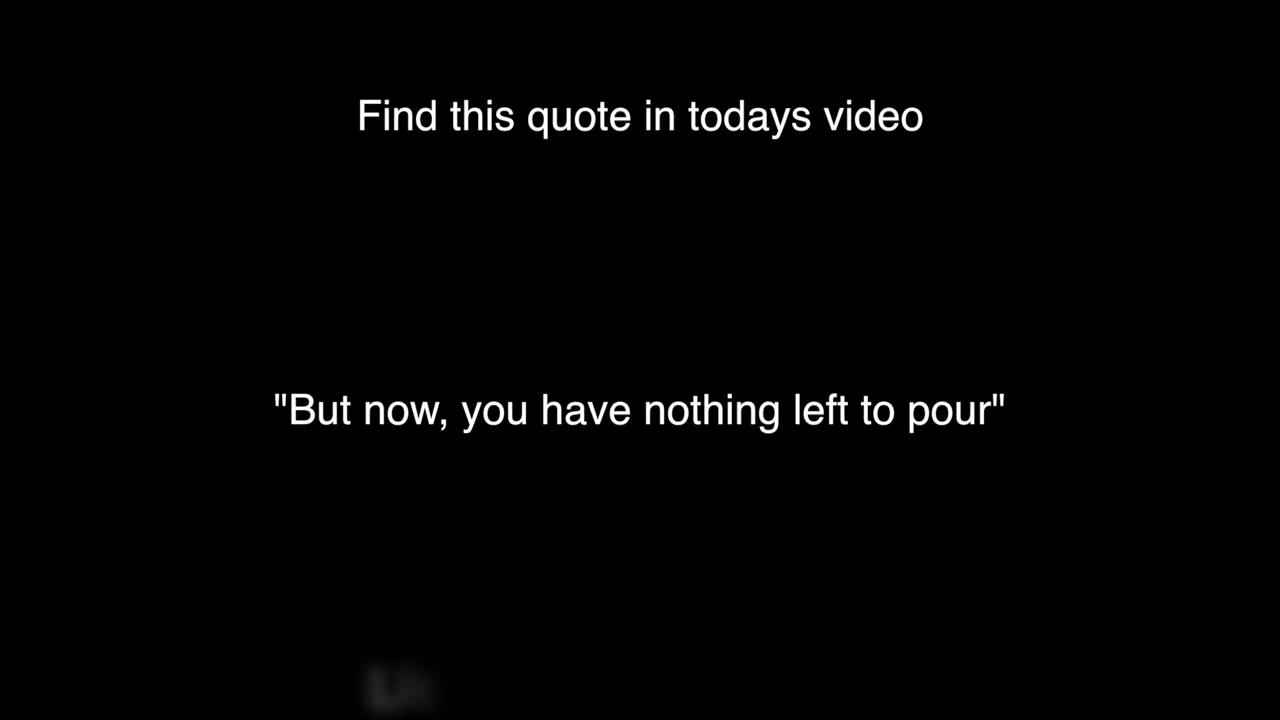 Find this quote in todays video
"But now, you have nothing left to pour"